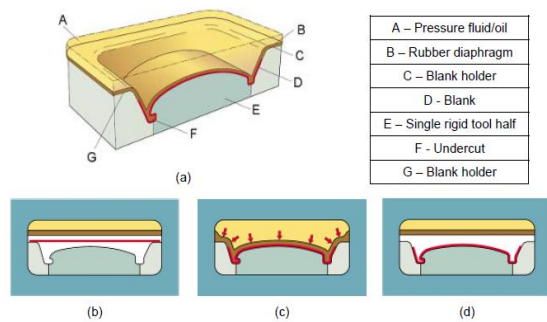 A
B
C
D
E
F
G
(a)
A – Pressure fluid/oil
B – Rubber diaphragm
C – Blank holder
D - Blank
E – Single rigid tool half
F - Undercut
G – Blank holder
(b)
(c)
(d)